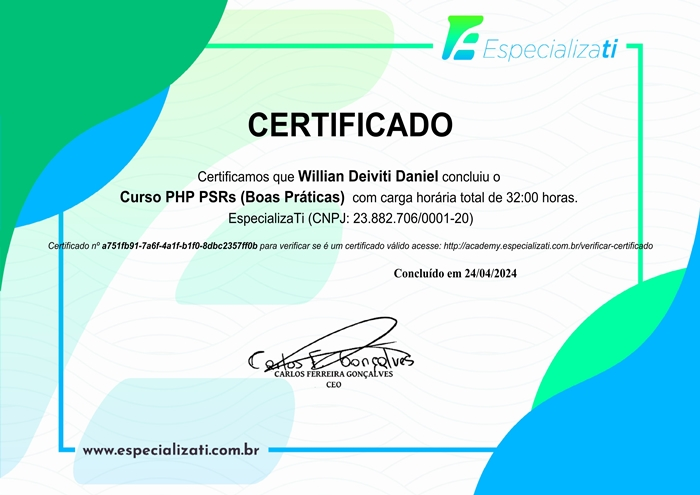 Especializati
CERTIFICADO
Certificamos que Willian Deiviti Daniel concluiu o
Curso PHP PSRs (Boas Práticas) com carga horária total de 32:00 horas.
EspecializaTi (CNPJ: 23.882.706/0001-20)
Certificado nº a751fb91-7a6f-4a1f-b1f0-8dbc2357ff0b para verificar se é um certificado válido acesse: http://academy.especializati.com.br/verificar-certificado
Concluído em 24/04/2024
Carlos F Gonçalves
CARLOS FERREIRA GONÇALVES
CEO
www.especializati.com.br